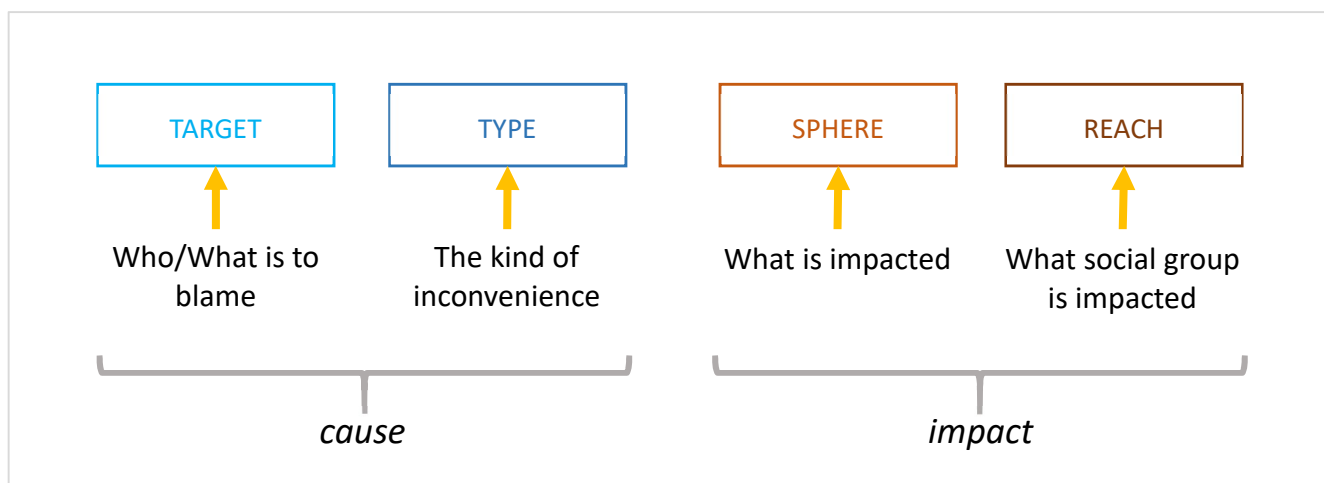 TARGET
TYPE
SPHERE
REACH
Who/What is to
blame
The kind of
inconvenience
What is impacted
What social group
is impacted
cause
impact